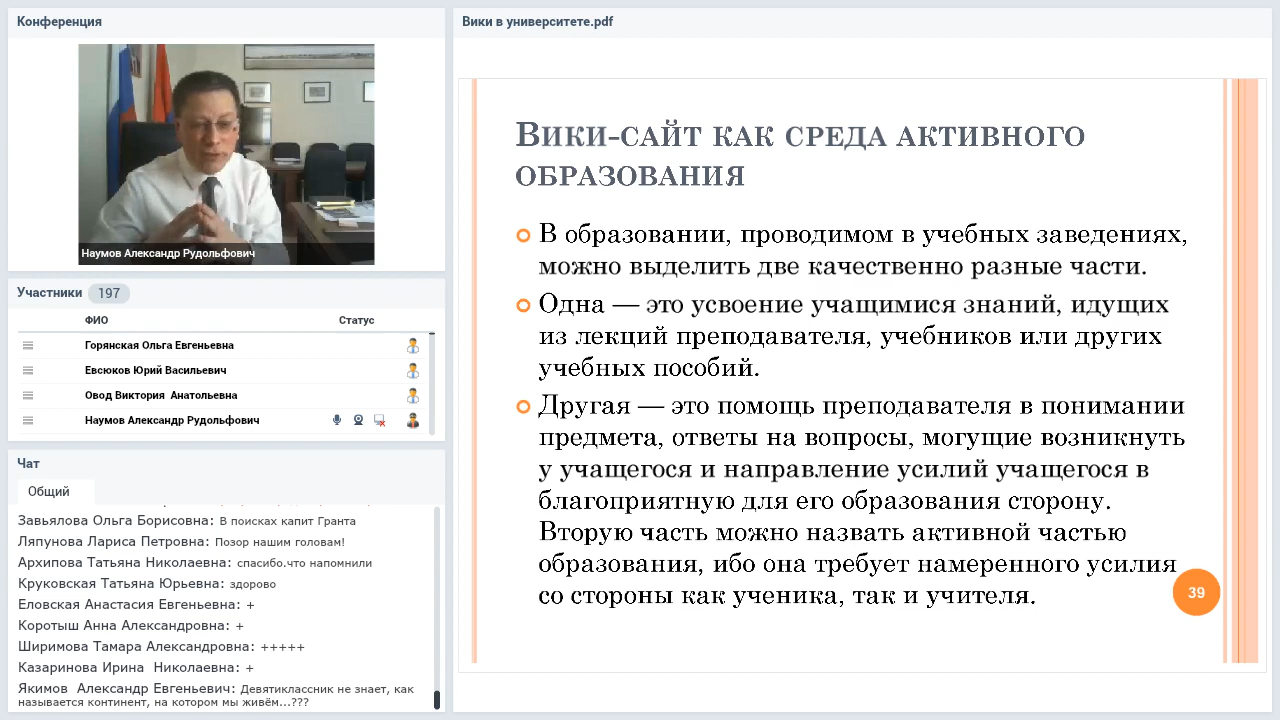 Конференция
Наумов Александр Рудольфович
Участники 197
ФИО Статус
Горянская Ольга Евгеньевна
Евсюков Юрий Васильевич
Овод Виктория Анатольевна
Наумов Александр Рудольфович
Чат
Общий
Завьялова Ольга Борисовна: В поисках капит Гранта
Ляпунова Лариса Петровна: Позор нашим головам!
Архипова Татьяна Николаевна: спасибо.что напомнили
Круковская Татьяна Юрьевна: здорово
Еловская Анастасия Евгеньевна: +
Коротыш Анна Александровна: +
Ширимова Тамара Александровна: +++++
Казаринова Ирина Николаевна: +
Якимов Александр Евгеньевич: Девятиклассник не знает, как
называется континент, на котором мы живём...???
Вики в университете.pdf
Вики-сайт как среда активного
образования
В образовании, проводимом в учебных заведениях,
можно выделить две качественно разные части.
Одна — это усвоение учащимися знаний, идущих
из лекций преподавателя, учебников или других
учебных пособий.
Другая — это помощь преподавателя в понимании
предмета, ответы на вопросы, могущие возникнуть
у учащегося и направление усилий учащегося в
благоприятную для его образования сторону.
Вторую часть можно назвать активной частью
образования, ибо она требует намеренного усилия
со стороны как ученика, так и учителя.
39